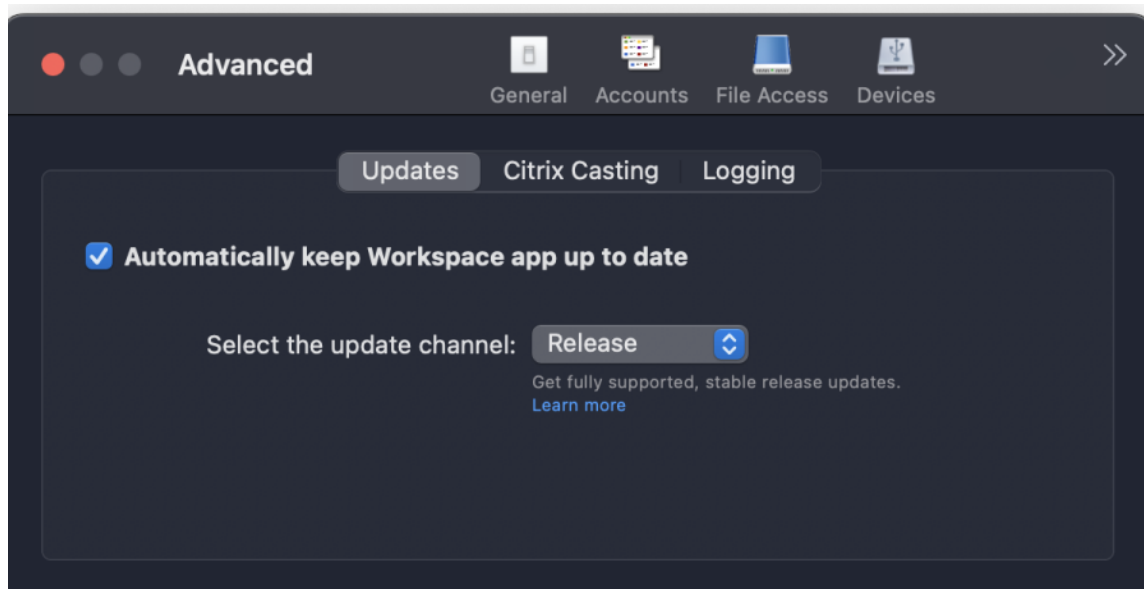 Advanced
General Accounts File Access Devices
Updates Citrix Casting Logging
Automatically keep Workspace app up to date
Select the update channel: Release
Get fully supported, stable release updates.
Learn more